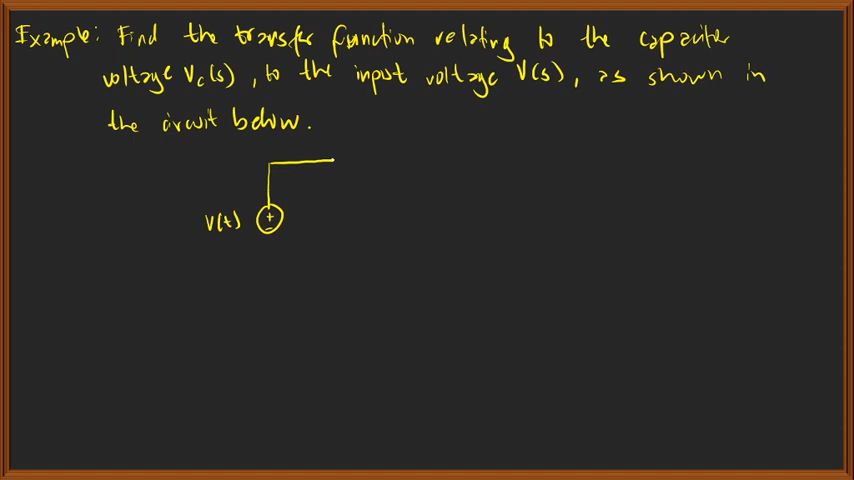 Example: Find the transfer function relating to the capacitor
voltage Vc(s), to the input voltage V(s), as shown in
the circuit below.
V(t)
+
-